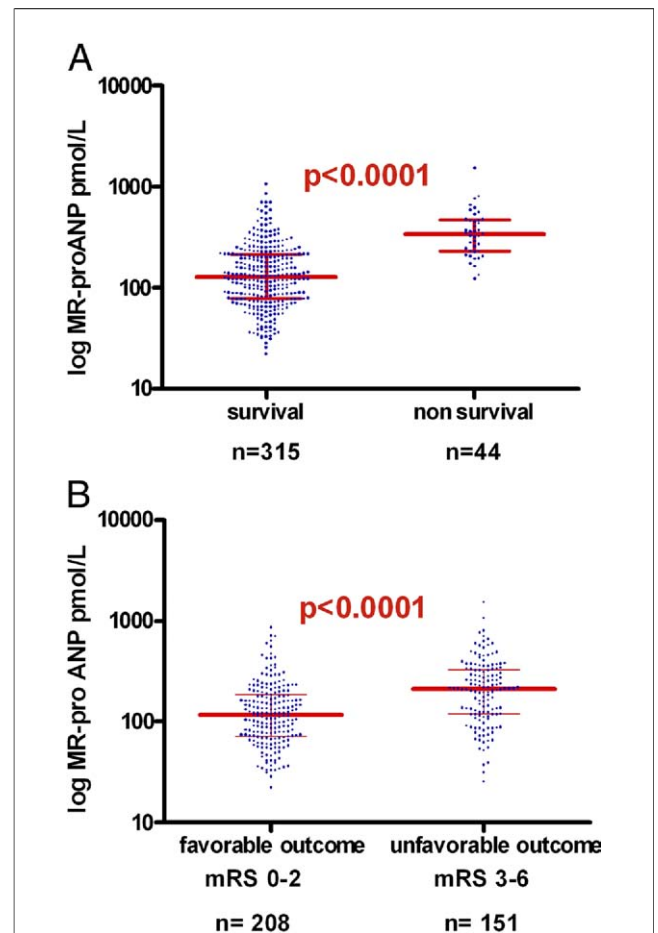 A
log MR-proANP pmol/L
10000
1000
100
10
p<0.0001
survival non survival
n=315 n=44
B
log MR-pro ANP pmol/L
10000
1000
100
10
p<0.0001
favorable outcome unfavorable outcome
mRS 0-2 mRS 3-6
n= 208 n= 151